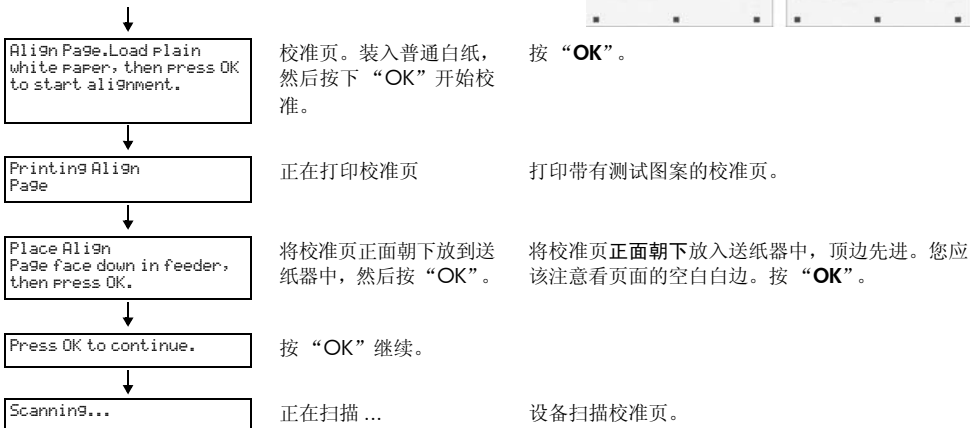 Align Page.Load plain
white paper, then press OK
to start alignment.
校准页。装入普通白纸，
然后按下 “OK”开始校
准。
按 “OK”。
Printing Align
Page
正在打印校准页
打印带有测试图案的校准页。
Place Align
Page face down in feeder,
then press OK.
将校准页正面朝下放到送
纸器中，然后按“OK”。
将校准页正面朝下放入送纸器中，顶边先进。您应
该注意看页面的空白白边。按 “OK”。
Press OK to continue.
按 “OK”继续。
Scanning...
正在扫描 ...
设备扫描校准页。